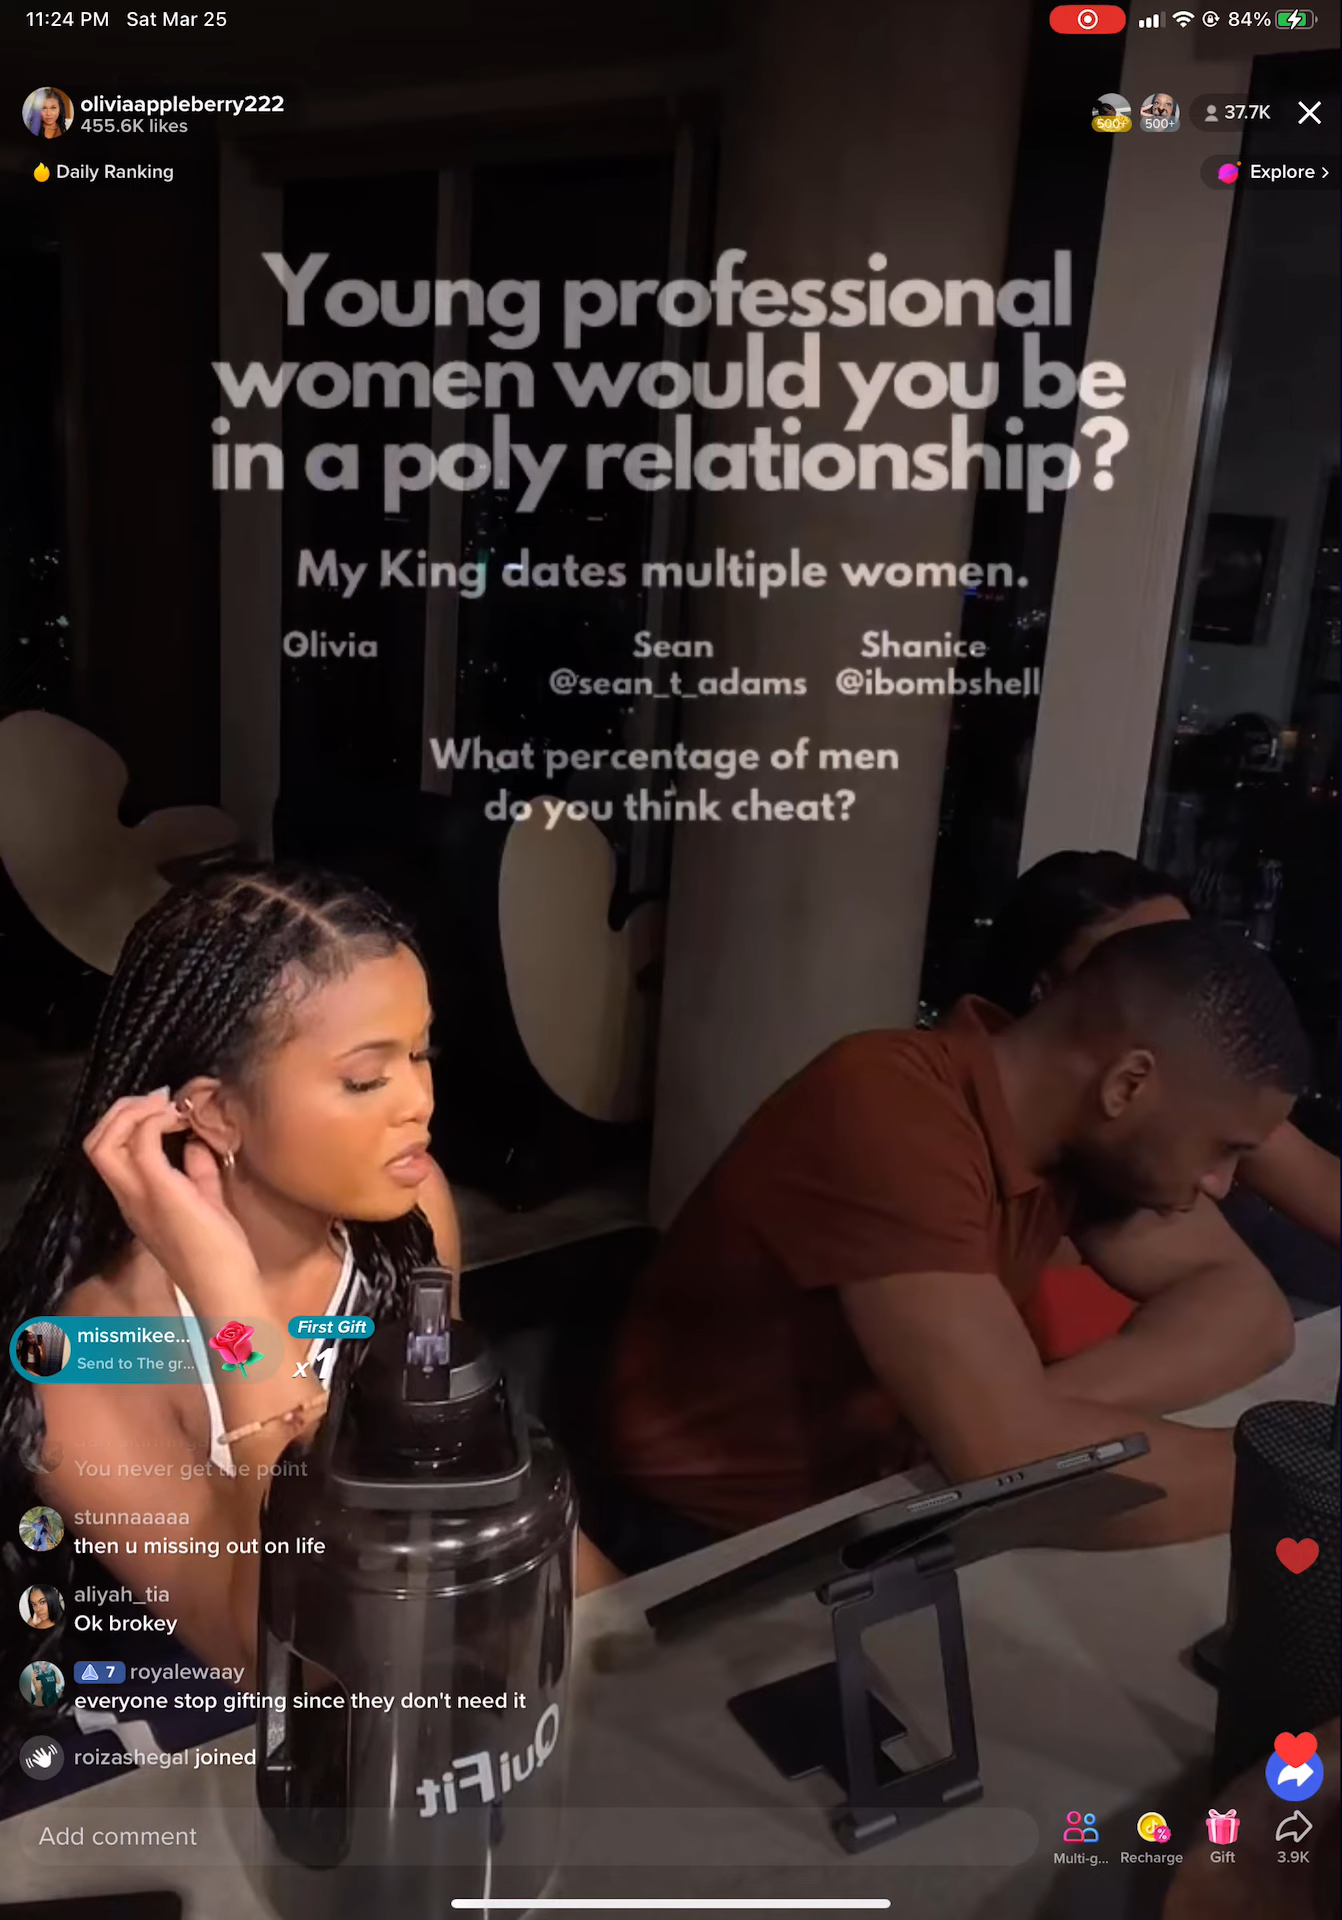 11:24 PM Sat Mar 25
84%
oliviaappleberry222
455.6K likes
500+
500+
37.7K
Daily Ranking
Explore >
Young professional
women would you be
in a poly relationship?
My King dates multiple women.
Olivia Sean Shanice
@sean_t_adams @ibombshell
What percentage of men
do you think cheat?
missmikee...
Send to The gr...
First Gift
x1
You never get the point
stunnaaaaa
then u missing out on life
aliyah_tia
Ok brokey
7 royalewaay
everyone stop gifting since they don't need it
roizashegal joined
QuiFit
Add comment
Multi-g...
Recharge
Gift
3.9K